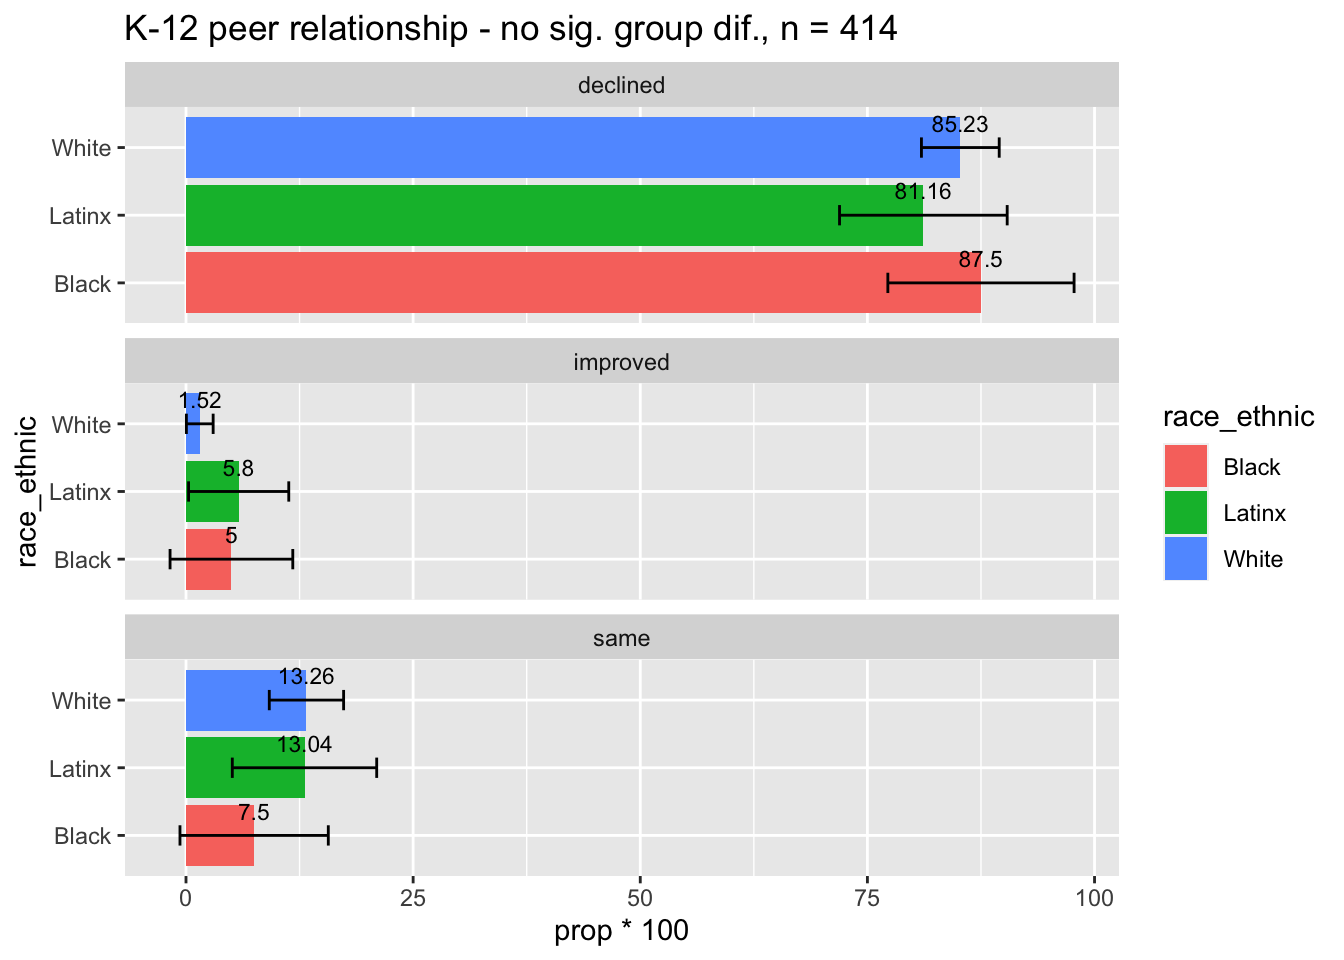 K-12 peer relationship - no sig. group dif., n = 414
declined
White
85.23
Latinx
81.16
Black
87.5
improved
White
1.52
Latinx
5.8
Black
5
same
White
13.26
Latinx
13.04
Black
7.5
0 25 50 75 100
prop * 100
race_ethnic
race_ethnic
Black
Latinx
White